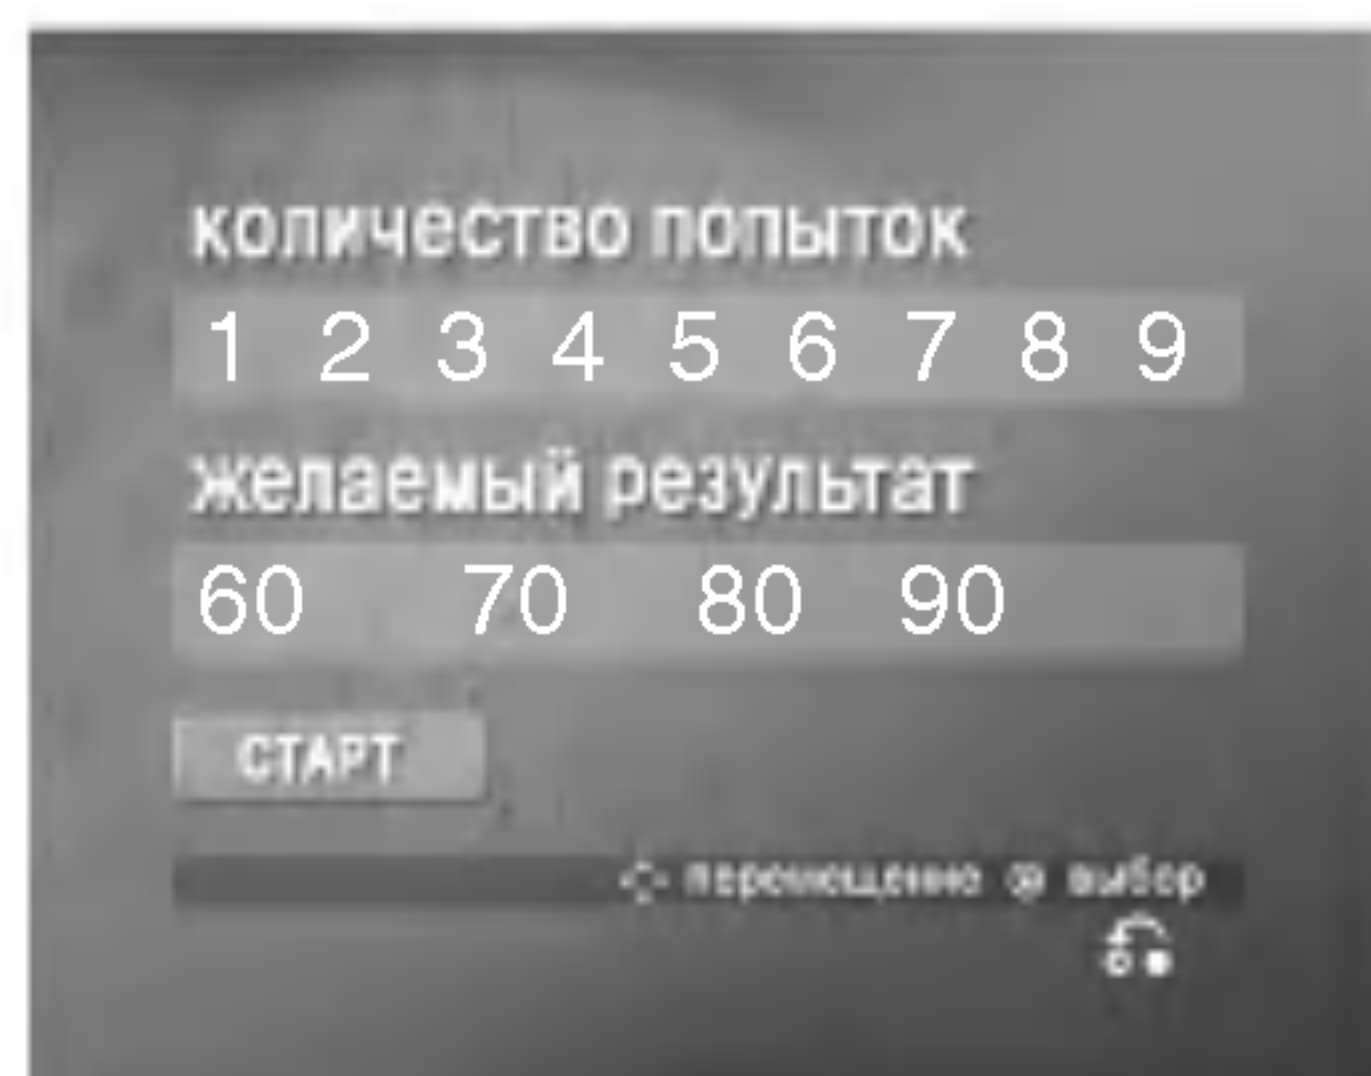 количество попыток
1 2 3 4 5 6 7 8 9
желаемый результат
60 70 80 90
СТАРТ
перемещение выбор